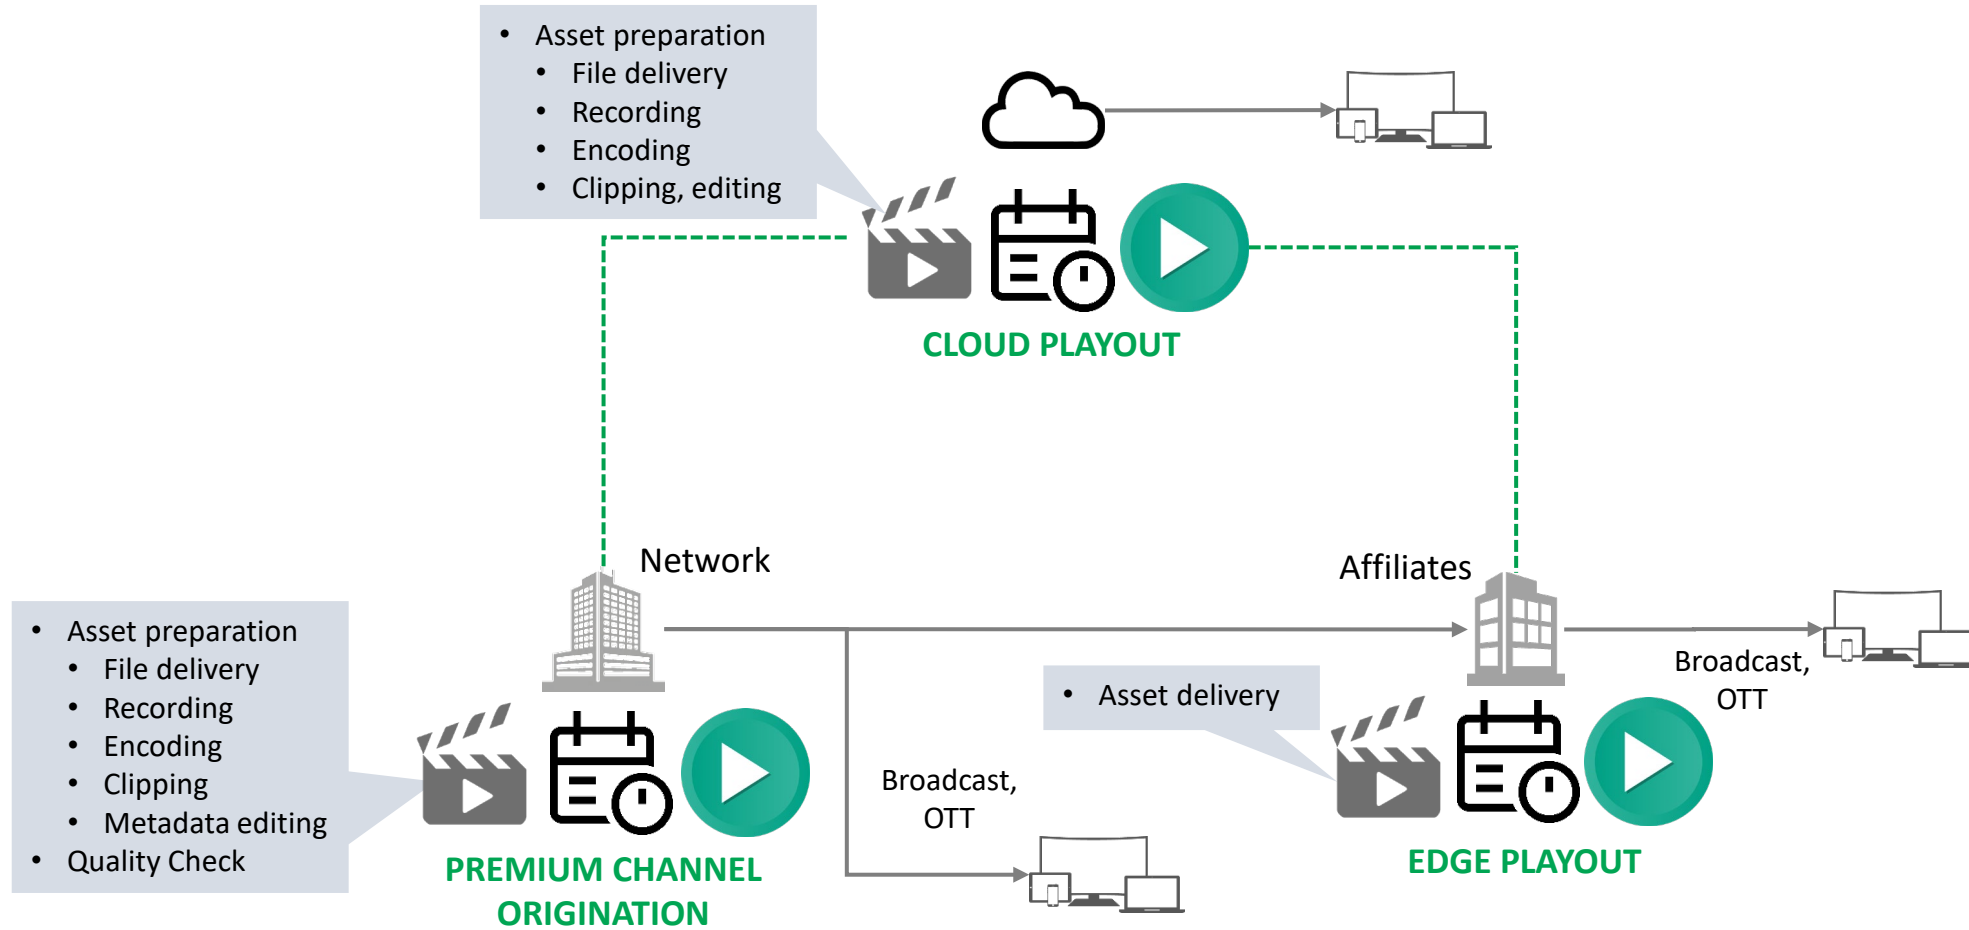 • Asset preparation
• File delivery
• Recording
• Encoding
• Clipping, editing
CLOUD PLAYOUT
Network
Affiliates
• Asset preparation
• File delivery
• Recording
• Encoding
• Clipping
• Metadata editing
• Quality Check
• Asset delivery
Broadcast,
OTT
Broadcast,
OTT
PREMIUM CHANNEL
ORIGINATION
EDGE PLAYOUT